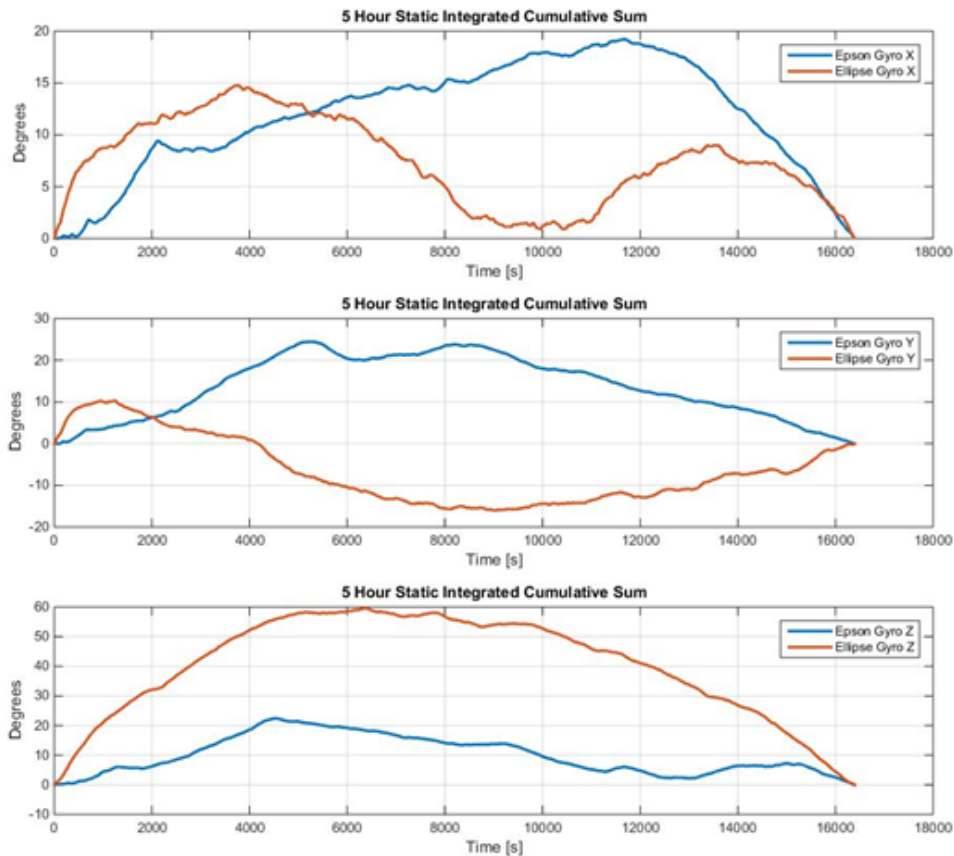 5 Hour Static Integrated Cumulative Sum
20
15
10
5
0
Degrees
Epson Gyro X
Ellipse Gyro X
0 2000 4000 6000 8000 10000 12000 14000 16000 18000
Time [s]
5 Hour Static Integrated Cumulative Sum
30
20
10
0
-10
-20
Degrees
Epson Gyro Y
Ellipse Gyro Y
0 2000 4000 6000 8000 10000 12000 14000 16000 18000
Time [s]
5 Hour Static Integrated Cumulative Sum
60
50
40
30
20
10
0
-10
Degrees
Epson Gyro Z
Ellipse Gyro Z
0 2000 4000 6000 8000 10000 12000 14000 16000 18000
Time [s]